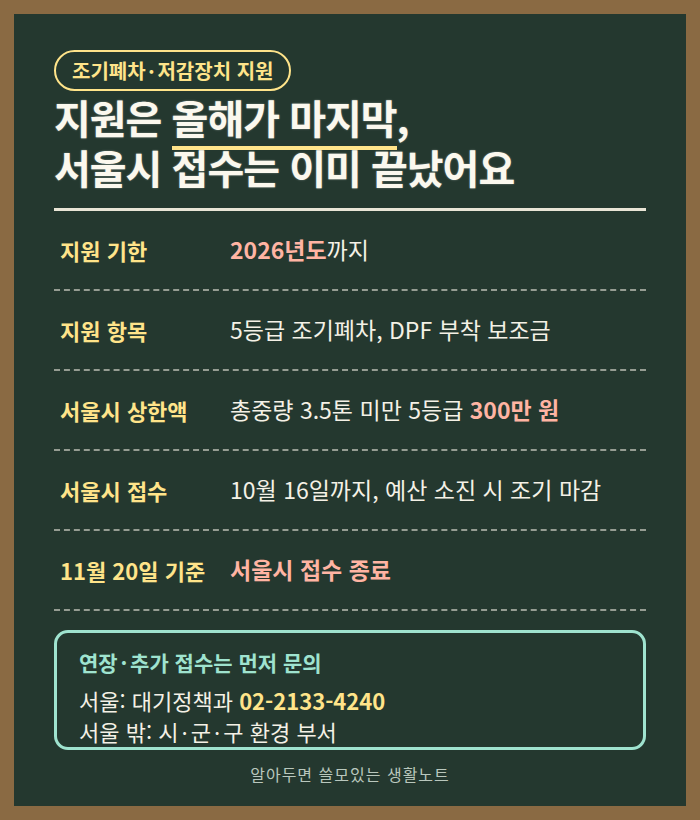 조기폐차·저감장치 지원
지원은 올해가 마지막,
서울시 접수는 이미 끝났어요
지원 기한 2026년도까지
지원 항목 5등급 조기폐차, DPF 부착 보조금
서울시 상한액 총중량 3.5톤 미만 5등급 300만 원
서울시 접수 10월 16일까지, 예산 소진 시 조기 마감
11월 20일 기준 서울시 접수 종료
연장·추가 접수는 먼저 문의
서울: 대기정책과 02-2133-4240
서울 밖: 시·군·구 환경 부서
알아두면 쓸모있는 생활노트